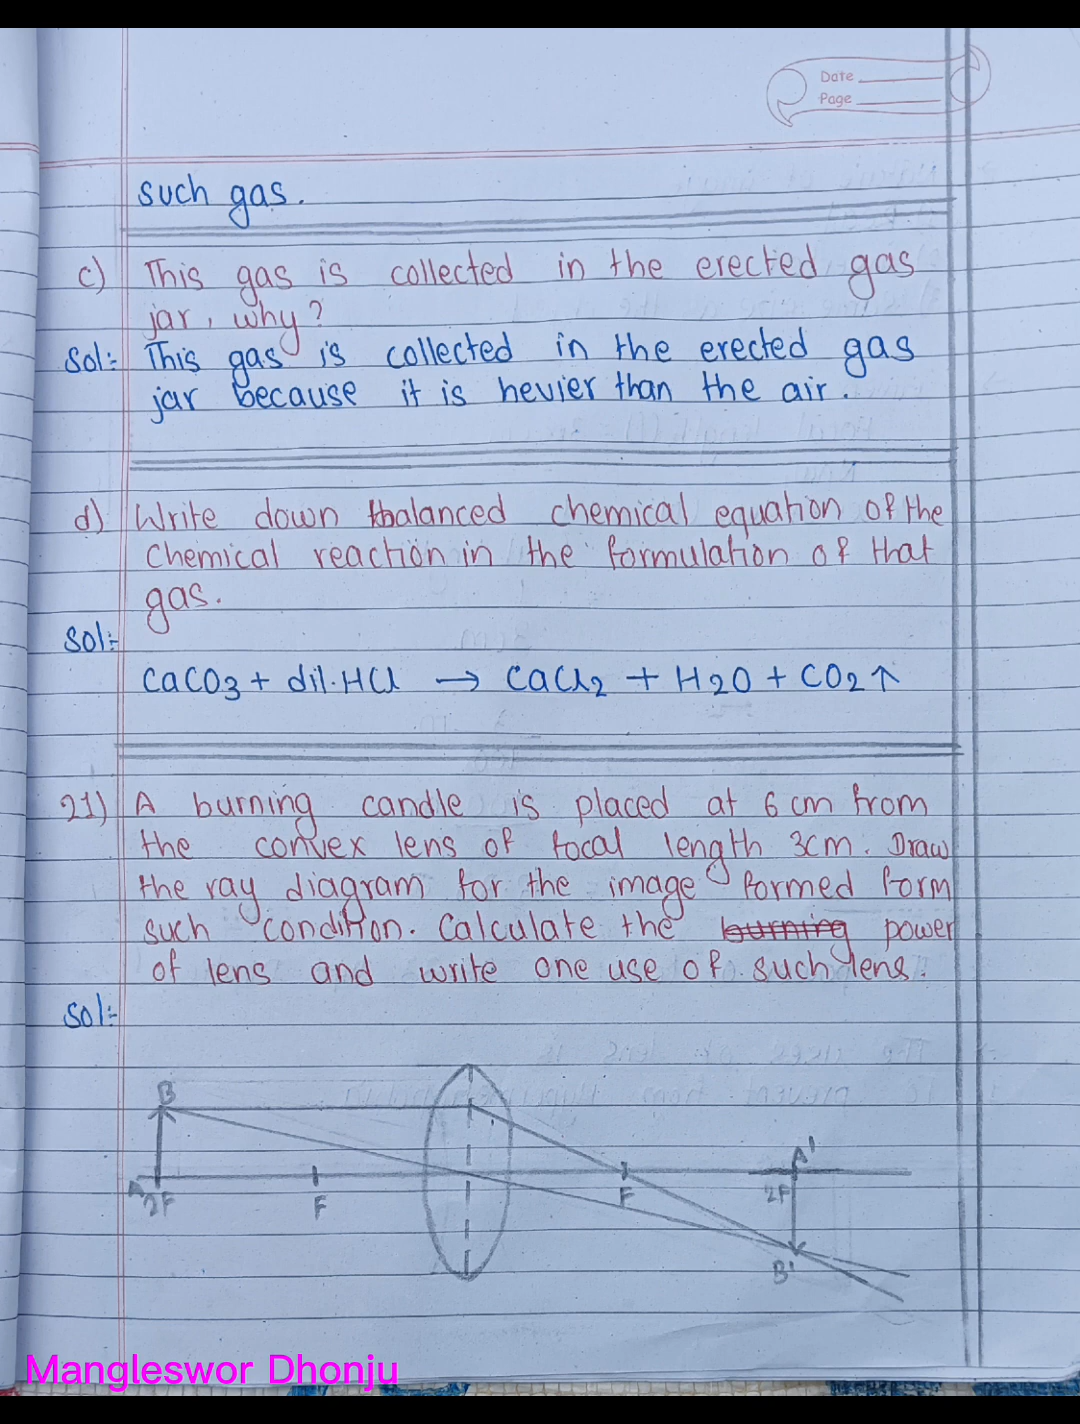 Date
Page
such gas.
c) This gas is collected in the erected gas
jar, why?
Sol:- This gas is collected in the erected gas
jar because it is hevier than the air.
d) Write down balanced chemical equation of the
Chemical reaction in the formulation of that
gas.
Sol:-
CaCO3 + dil.HCl → CaCl2 + H2O + CO2↑
21) A burning candle is placed at 6 cm from
the convex lens of focal length 3cm. Draw
the ray diagram for the image formed form
such condition. Calculate the burning power
of lens and write one use of such lens.
Sol:-
B
A'
A
2F
F
F
2F
B'
Mangleswor Dhonju